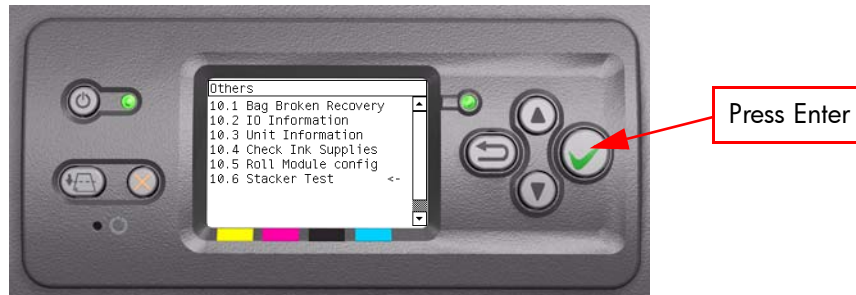 Others
10.1 Bag Broken Recovery
10.2 IO Information
10.3 Unit Information
10.4 Check Ink Supplies
10.5 Roll Module config
10.6 Stacker Test <-
Press Enter